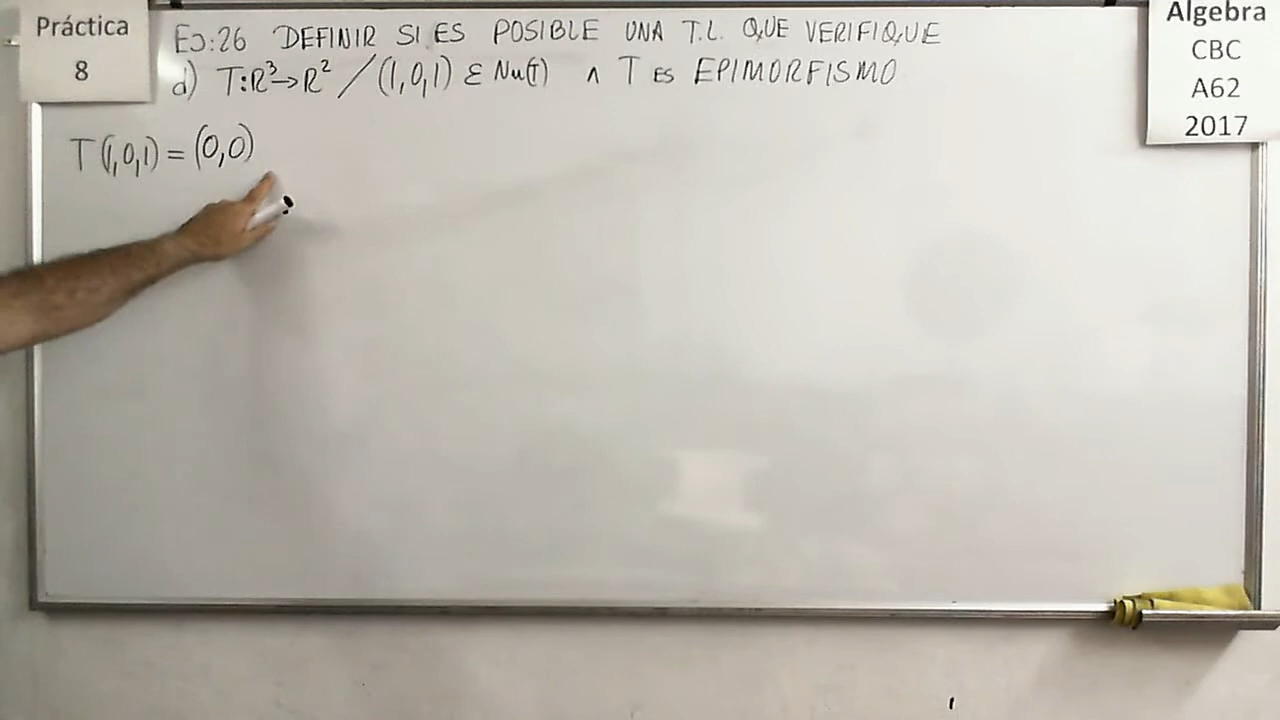 Práctica
8
EJ:26 DEFINIR SI ES POSIBLE UNA T.L. QUE VERIFIQUE
d) T:R³→R² / (1,0,1) ε Nu(T) ∧ T ES EPIMORFISMO
Algebra
CBC
A62
2017
T(1,0,1) = (0,0)